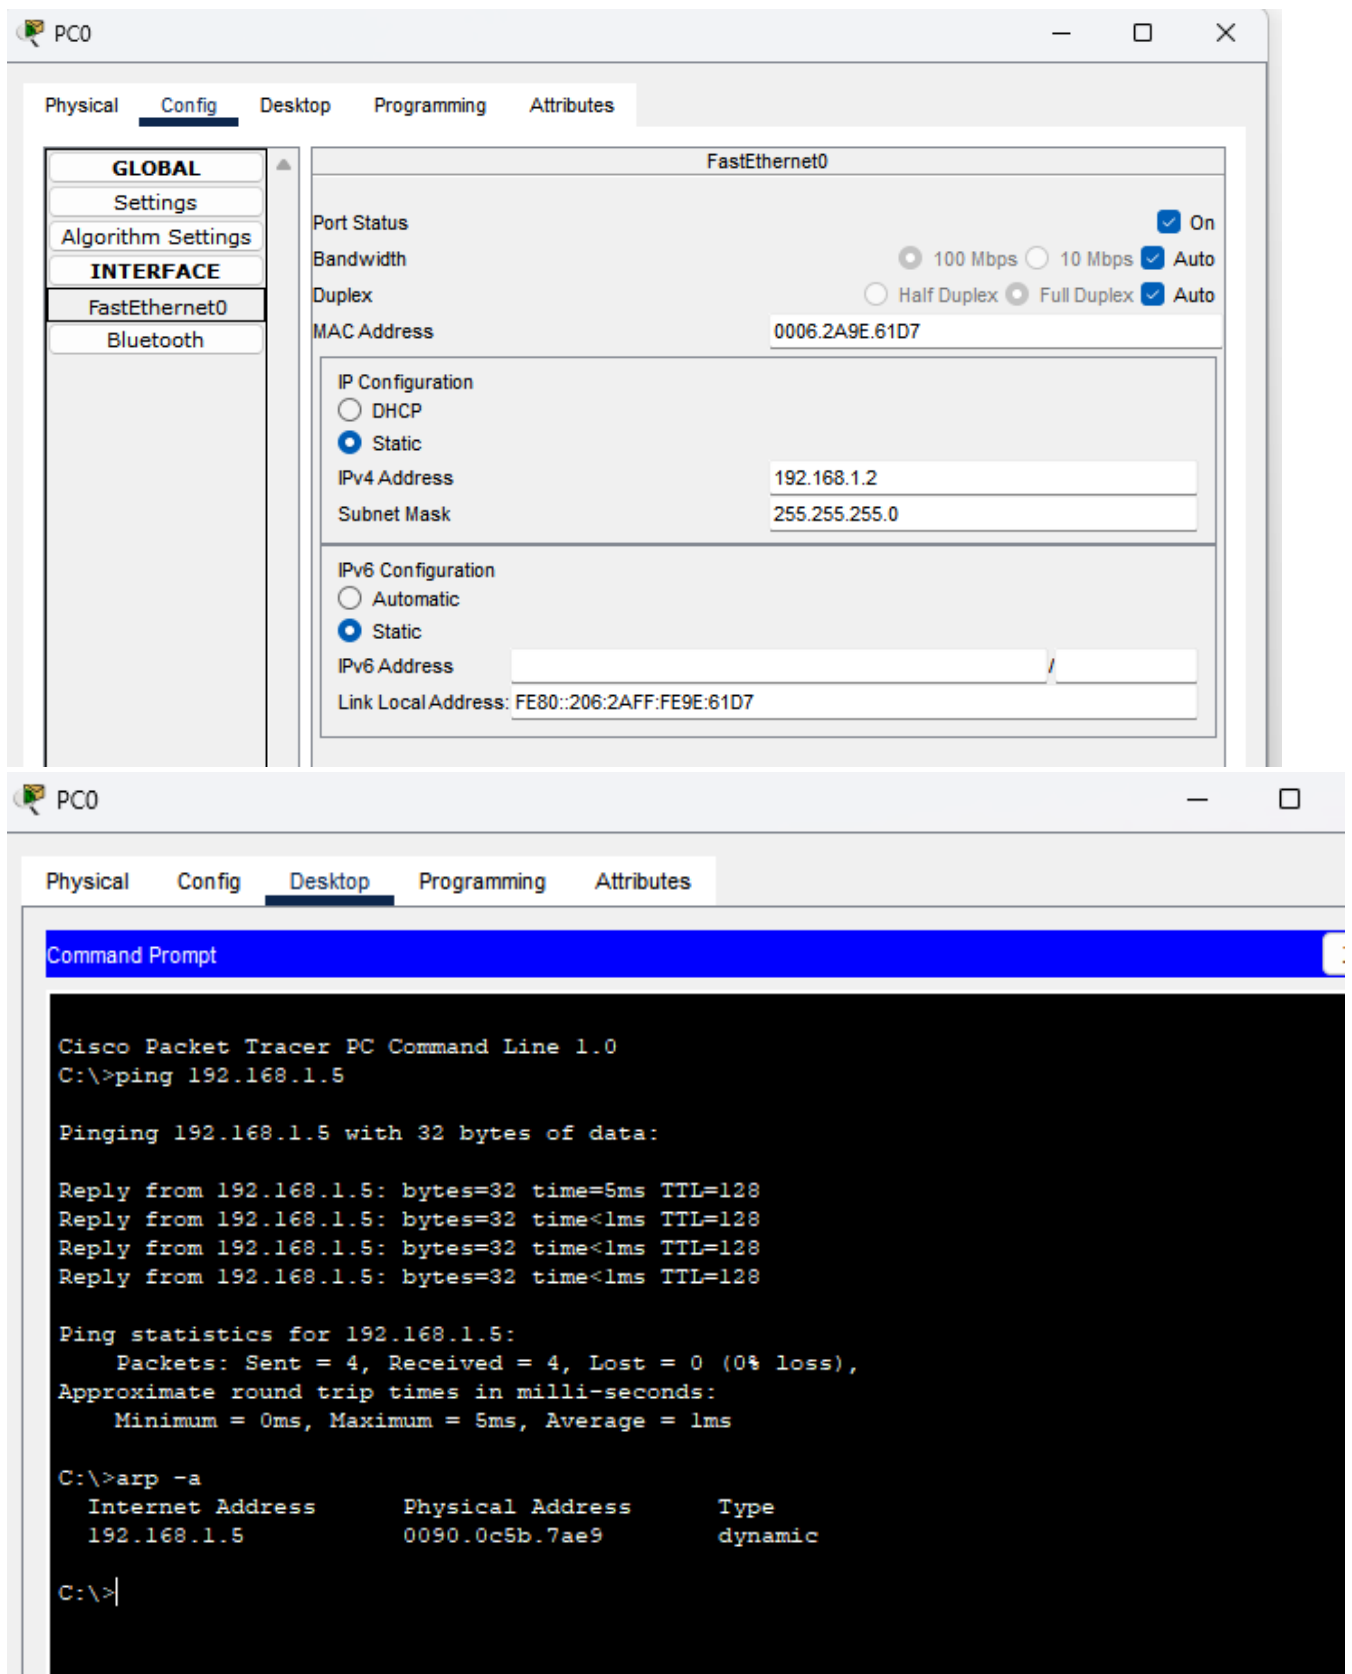 PC0
Physical Config Desktop Programming Attributes
GLOBAL
Settings
Algorithm Settings
INTERFACE
FastEthernet0
Bluetooth
FastEthernet0
Port Status On
Bandwidth 100 Mbps 10 Mbps Auto
Duplex Half Duplex Full Duplex Auto
MAC Address 0006.2A9E.61D7
IP Configuration
DHCP
Static
IPv4 Address 192.168.1.2
Subnet Mask 255.255.255.0
IPv6 Configuration
Automatic
Static
IPv6 Address /
Link Local Address: FE80::206:2AFF:FE9E:61D7
PC0
Physical Config Desktop Programming Attributes
Command Prompt
Cisco Packet Tracer PC Command Line 1.0
C:\>ping 192.168.1.5
Pinging 192.168.1.5 with 32 bytes of data:
Reply from 192.168.1.5: bytes=32 time=5ms TTL=128
Reply from 192.168.1.5: bytes=32 time<1ms TTL=128
Reply from 192.168.1.5: bytes=32 time<1ms TTL=128
Reply from 192.168.1.5: bytes=32 time<1ms TTL=128
Ping statistics for 192.168.1.5:
Packets: Sent = 4, Received = 4, Lost = 0 (0% loss),
Approximate round trip times in milli-seconds:
Minimum = 0ms, Maximum = 5ms, Average = 1ms
C:\>arp -a
Internet Address Physical Address Type
192.168.1.5 0090.0c5b.7ae9 dynamic
C:\>